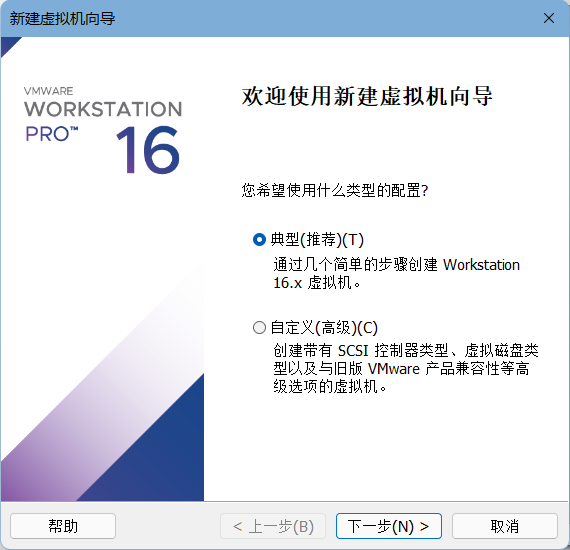 新建虚拟机向导
VMWARE
WORKSTATION
PRO™
16
欢迎使用新建虚拟机向导
您希望使用什么类型的配置?
典型(推荐)(T)
通过几个简单的步骤创建 Workstation
16.x 虚拟机。
自定义(高级)(C)
创建带有 SCSI 控制器类型、虚拟磁盘类
型以及与旧版 VMware 产品兼容性等高
级选项的虚拟机。
帮助
< 上一步(B)
下一步(N) >
取消